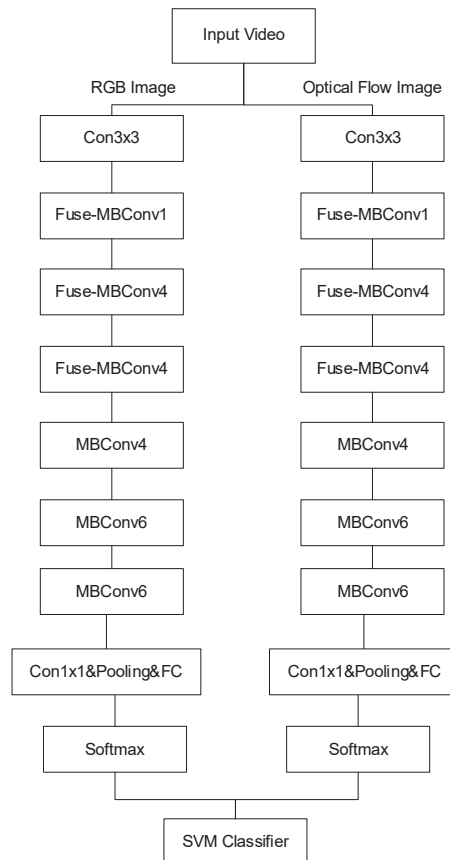 Input Video
RGB Image
Optical Flow Image
Con3x3
Con3x3
Fuse-MBConv1
Fuse-MBConv1
Fuse-MBConv4
Fuse-MBConv4
Fuse-MBConv4
Fuse-MBConv4
MBConv4
MBConv4
MBConv6
MBConv6
MBConv6
MBConv6
Con1x1&Pooling&FC
Con1x1&Pooling&FC
Softmax
Softmax
SVM Classifier